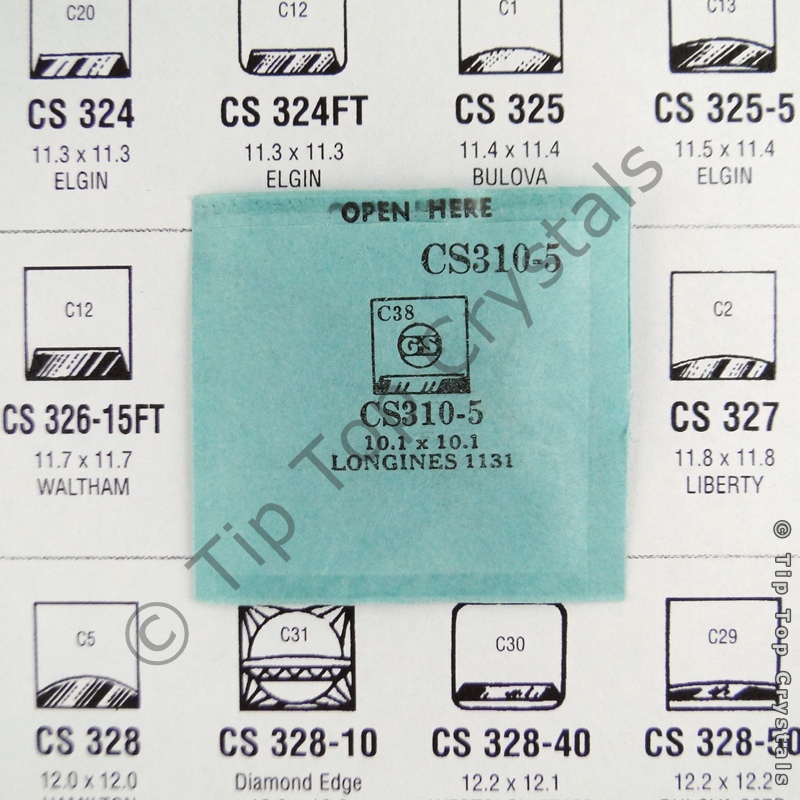 C20 C12 C1 C13
CS 324 CS 324FT CS 325 CS 325-5
11.3 x 11.3 11.3 x 11.3 11.4 x 11.4 11.5 x 11.4
ELGIN ELGIN BULOVA ELGIN
OPEN HERE
CS310-5
C38
GS
CS310-5
10.1 x 10.1
LONGINES 1131
C12
CS 326-15FT
11.7 x 11.7
WALTHAM
C2
CS 327
11.8 x 11.8
LIBERTY
C5 C31 C30 C29
CS 328 CS 328-10 CS 328-40 CS 328-50
12.0 x 12.0 Diamond Edge 12.2 x 12.1 12.2 x 12.2
© Tip Top Crystals
© Tip Top Crystals